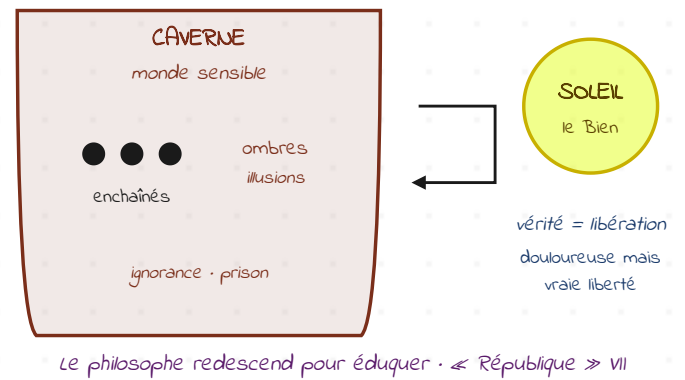 CAVERNE
monde sensible
ombres
illusions
enchaînés
ignorance · prison
SOLEIL
le Bien
vérité = libération
douloureuse mais
vraie liberté
Le philosophe redescend pour éduquer · « République » VII